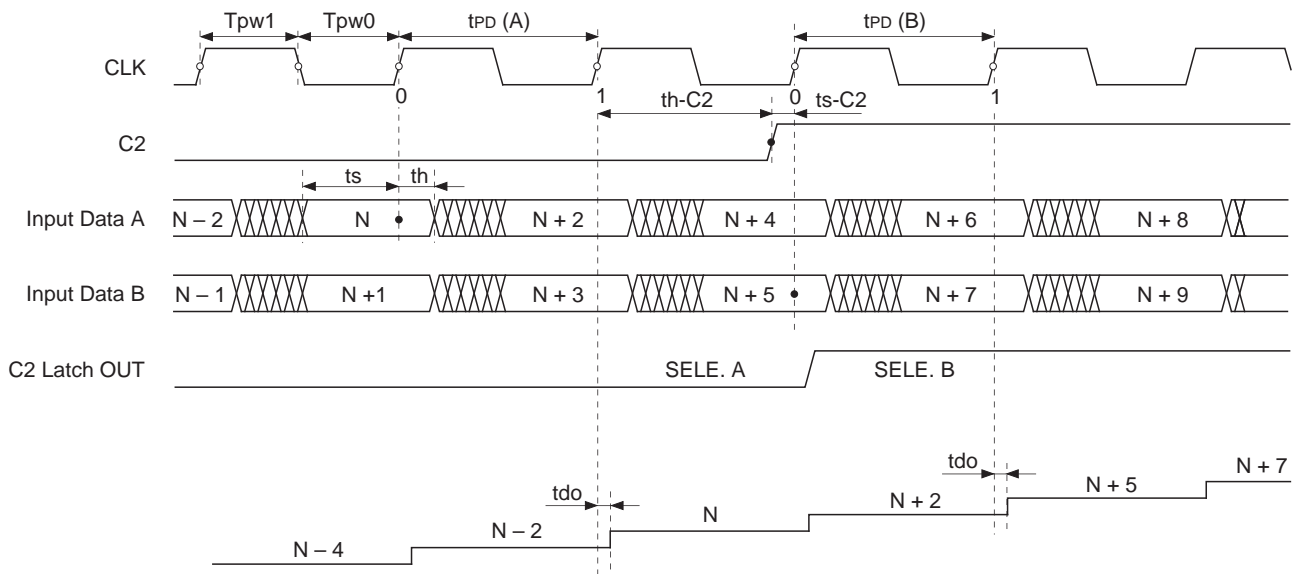 Tpw1 Tpw0 tPD (A) tPD (B)
CLK
0 1 0 1
th-C2 ts-C2
C2
ts th
Input Data A N – 2 N N + 2 N + 4 N + 6 N + 8
Input Data B N – 1 N +1 N + 3 N + 5 N + 7 N + 9
C2 Latch OUT SELE. A SELE. B
tdo tdo
N – 4 N – 2 N N + 2 N + 5 N + 7